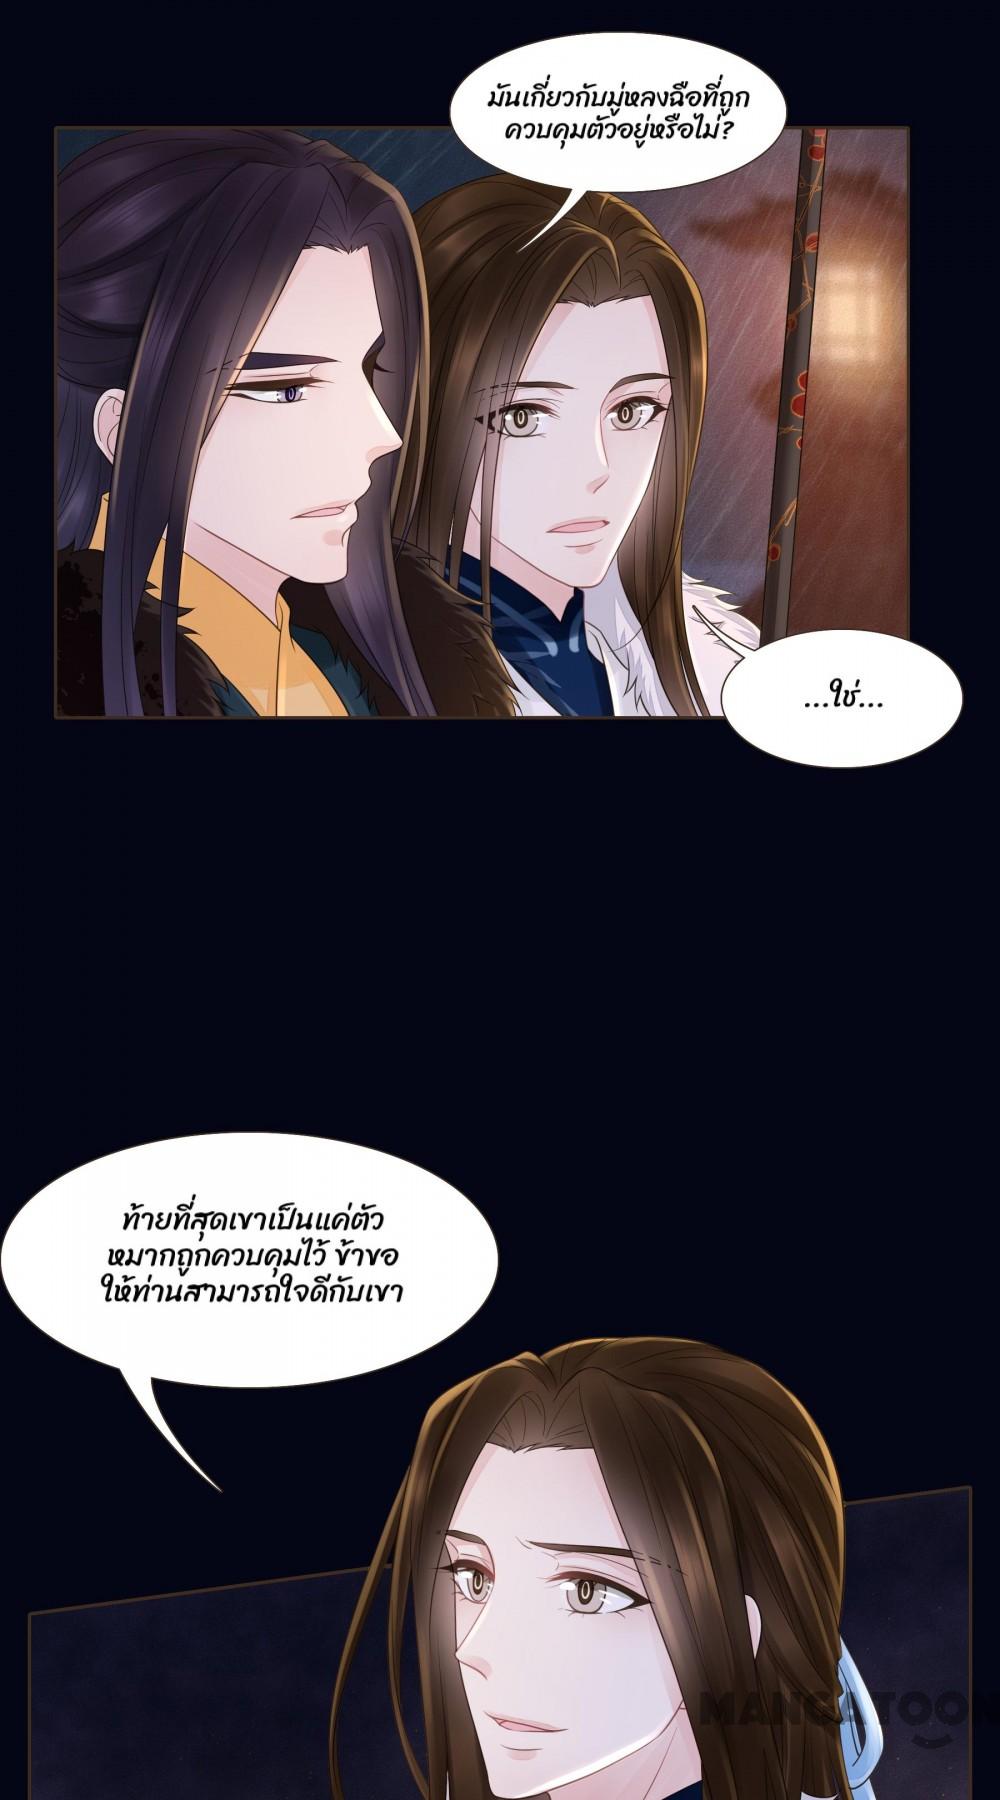 มันเกี่ยวกับมู่หลงฉือที่ถูก
ควบคุมตัวอยู่หรือไม่?
...ใช่...
ท้ายที่สุดเขาเป็นแค่ตัว
หมากถูกควบคุมไว้ ข้าขอ
ให้ท่านสามารถใจดีกับเขา
MANGATOON